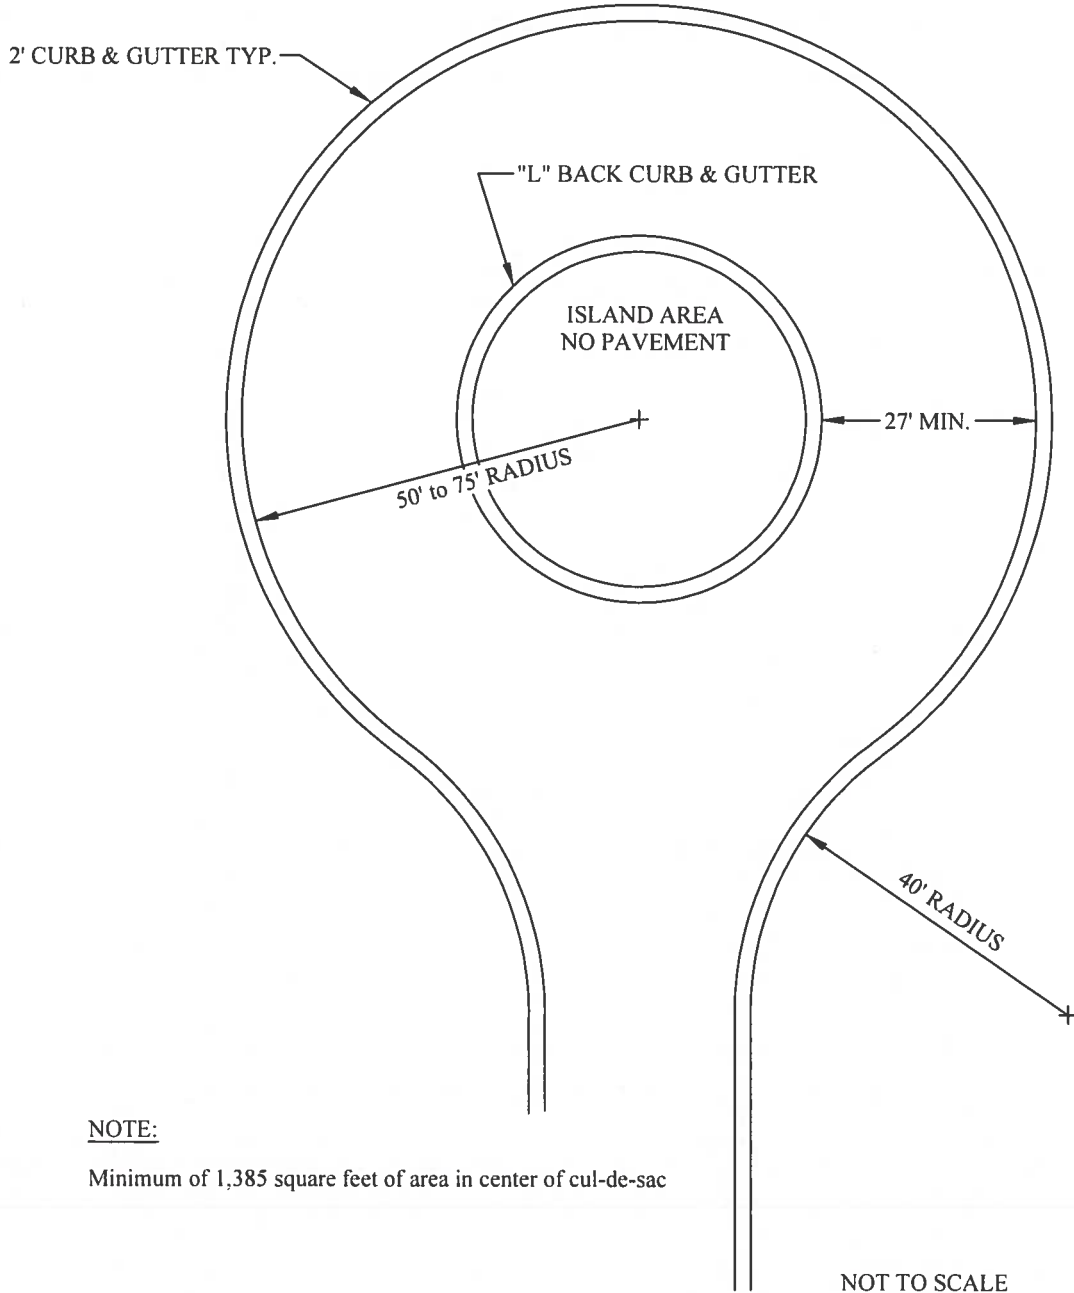 2' CURB & GUTTER TYP.
"L" BACK CURB & GUTTER
ISLAND AREA
NO PAVEMENT
27' MIN.
50' to 75' RADIUS
40' RADIUS
NOTE:
Minimum of 1,385 square feet of area in center of cul-de-sac
NOT TO SCALE